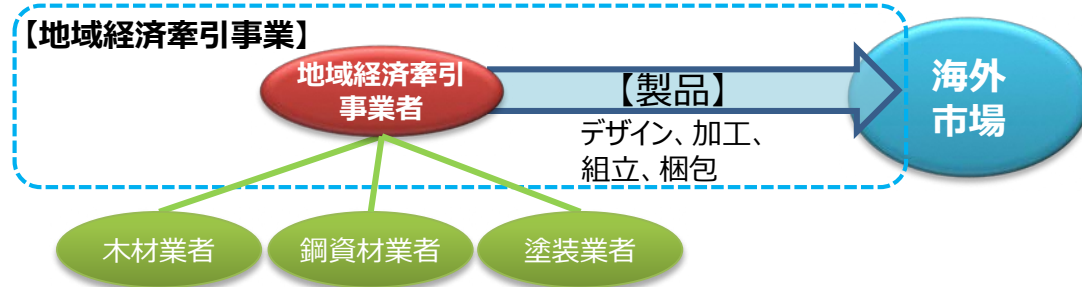 【地域経済牽引事業】
地域経済牽引
事業者
【製品】
デザイン、加工、
組立、梱包
海外
市場
木材業者
鋼資材業者
塗装業者